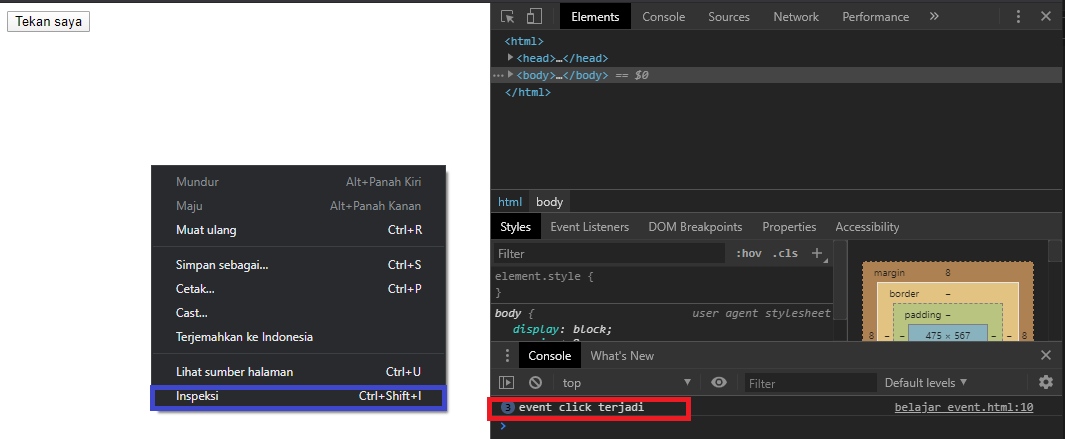 Tekan saya
Mundur Alt+Panah Kiri
Maju Alt+Panah Kanan
Muat ulang Ctrl+R
Simpan sebagai... Ctrl+S
Cetak... Ctrl+P
Cast...
Terjemahkan ke Indonesia
Lihat sumber halaman Ctrl+U
Inspeksi Ctrl+Shift+I
Elements Console Sources Network Performance »
<html>
<head>…</head>
<body>…</body> == $0
</html>
html body
Styles Event Listeners DOM Breakpoints Properties Accessibility
Filter :hov .cls +
element.style {
}
body { user agent stylesheet
display: block;
margin 8
border –
padding –
8 – – 475 × 567 – – 8
Console What's New
top Filter Default levels
3 event click terjadi belajar event.html:10
>